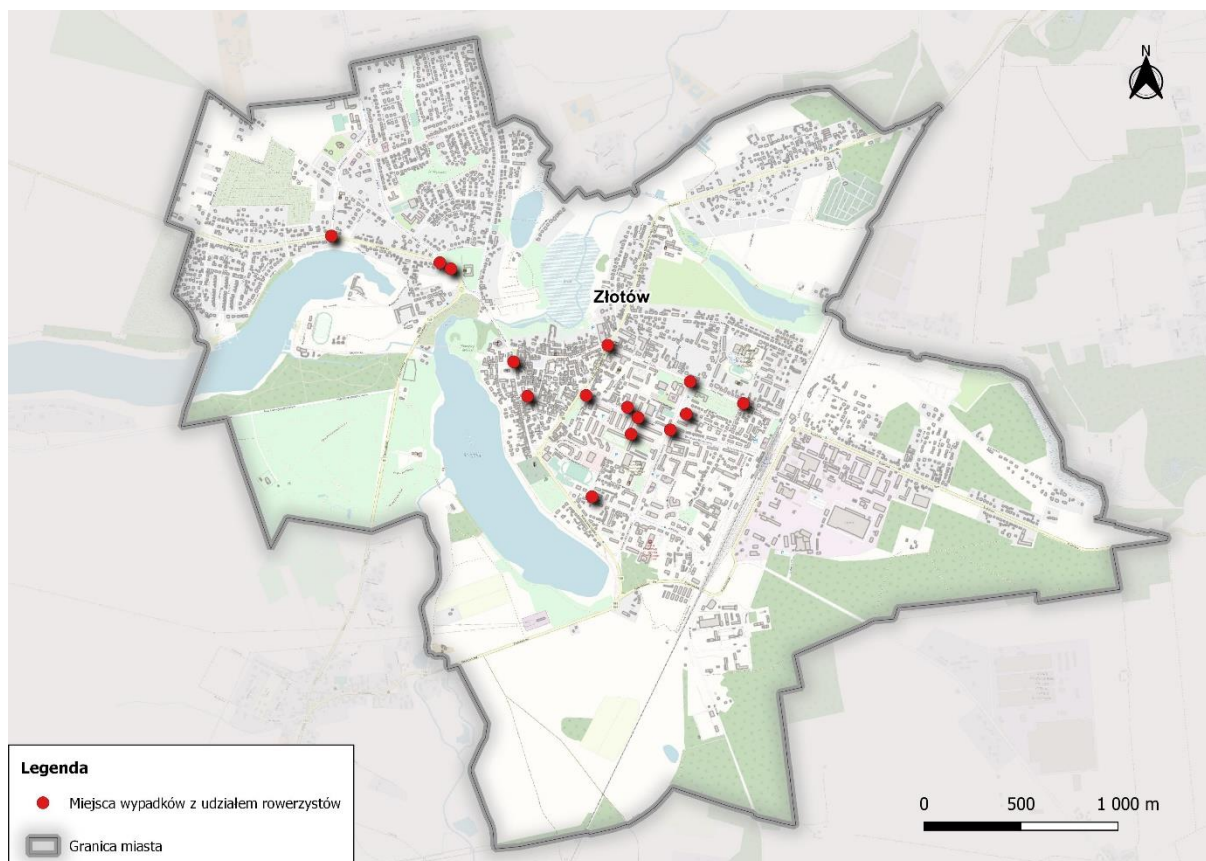 N
Złotów
Legenda
Miejsca wypadków z udziałem rowerzystów
Granica miasta
0 500 1 000 m